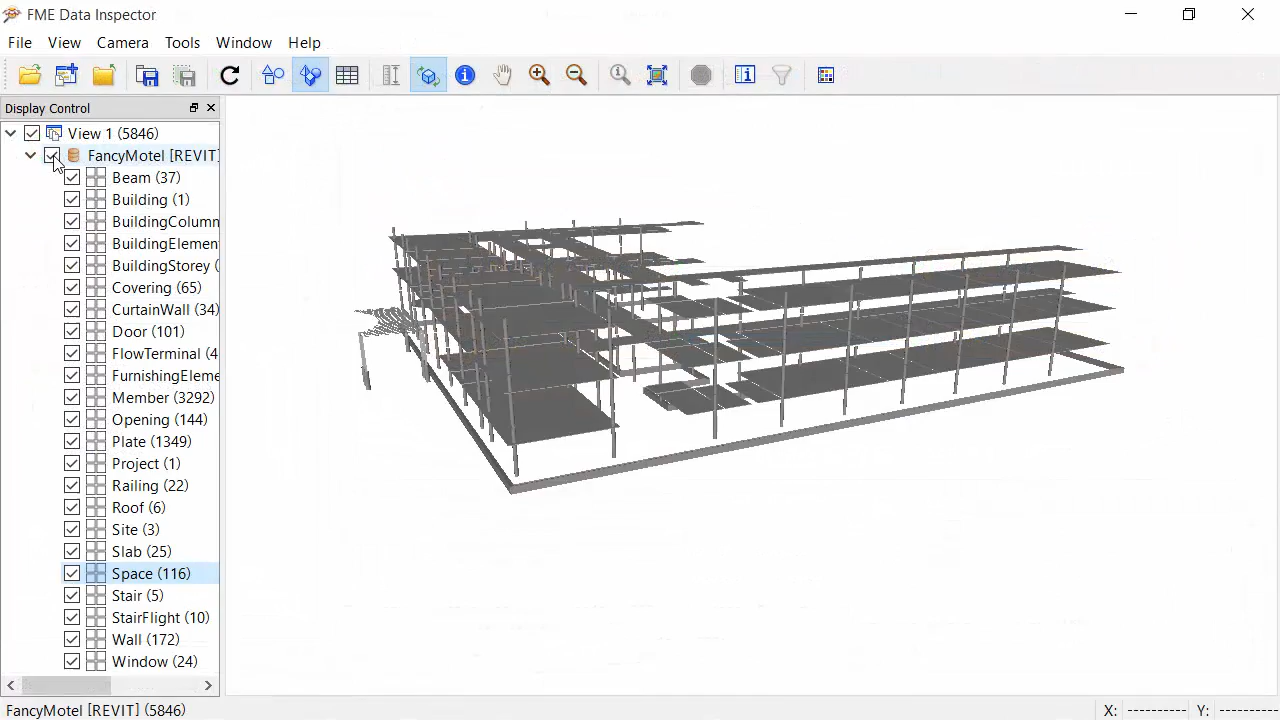 FME Data Inspector
File View Camera Tools Window Help
Display Control
View 1 (5846)
FancyMotel [REVIT]
Beam (37)
Building (1)
BuildingColumn
BuildingElemen
BuildingStorey (
Covering (65)
CurtainWall (34)
Door (101)
FlowTerminal (4
FurnishingEleme
Member (3292)
Opening (144)
Plate (1349)
Project (1)
Railing (22)
Roof (6)
Site (3)
Slab (25)
Space (116)
Stair (5)
StairFlight (10)
Wall (172)
Window (24)
FancyMotel [REVIT] (5846)
X: ---------- Y: ----------